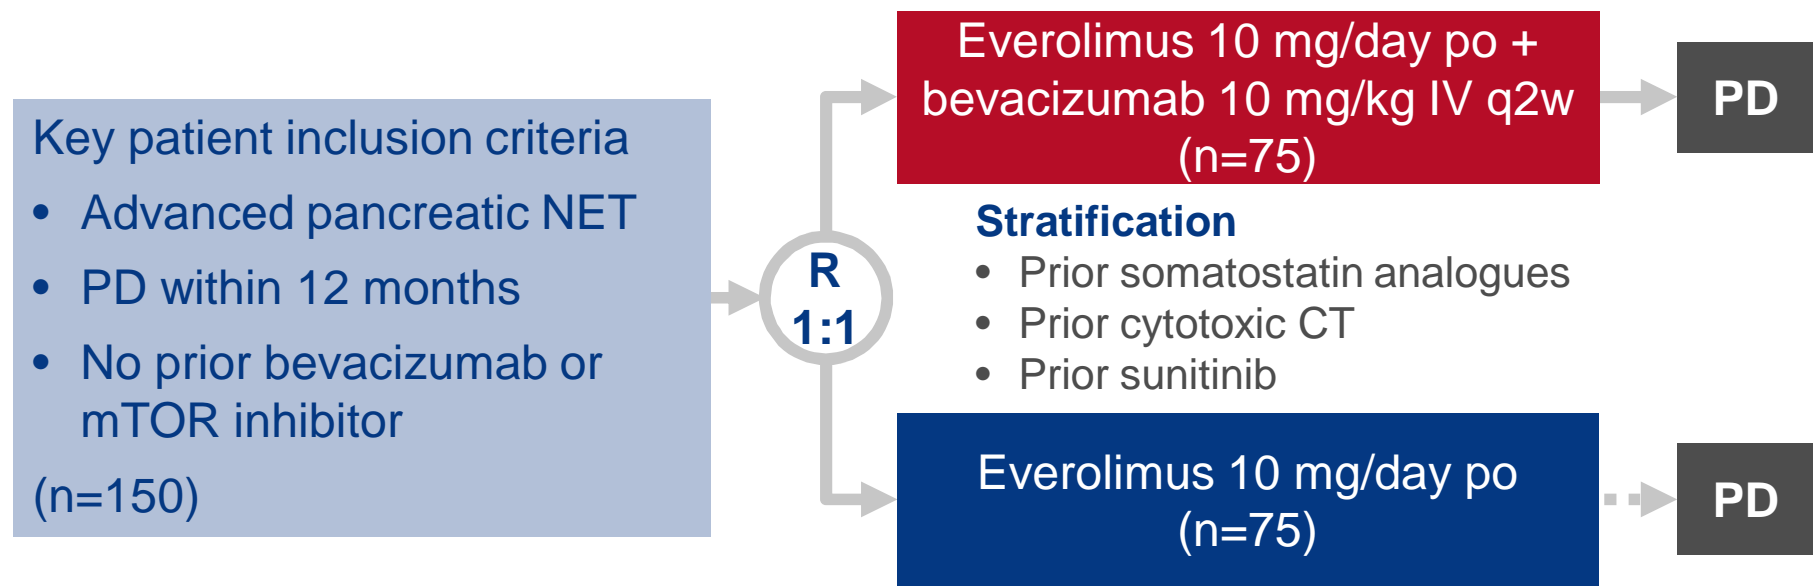 Key patient inclusion criteria
• Advanced pancreatic NET
• PD within 12 months
• No prior bevacizumab or
mTOR inhibitor
(n=150)
R
1:1
Everolimus 10 mg/day po +
bevacizumab 10 mg/kg IV q2w
(n=75)
PD
Stratification
• Prior somatostatin analogues
• Prior cytotoxic CT
• Prior sunitinib
Everolimus 10 mg/day po
(n=75)
PD